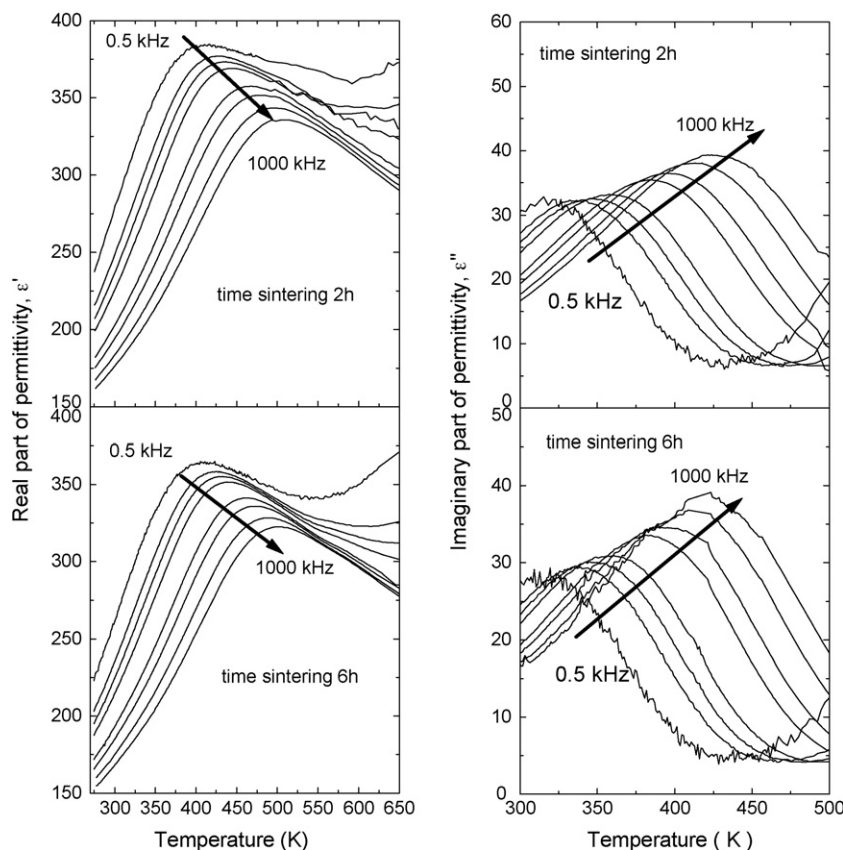 Real part of permittivity, ε'
400
375
350
325
300
250
200
150
0.5 kHz
1000 kHz
time sintering 2h
400
350
300
250
200
150
0.5 kHz
1000 kHz
time sintering 6h
300 350 400 450 500 550 600 650
Temperature (K)
Imaginary part of permittivity, ε"
60
50
40
30
20
10
0
time sintering 2h
1000 kHz
0.5 kHz
50
40
30
20
10
0
time sintering 6h
1000 kHz
0.5 kHz
300 350 400 450 500
Temperature ( K )